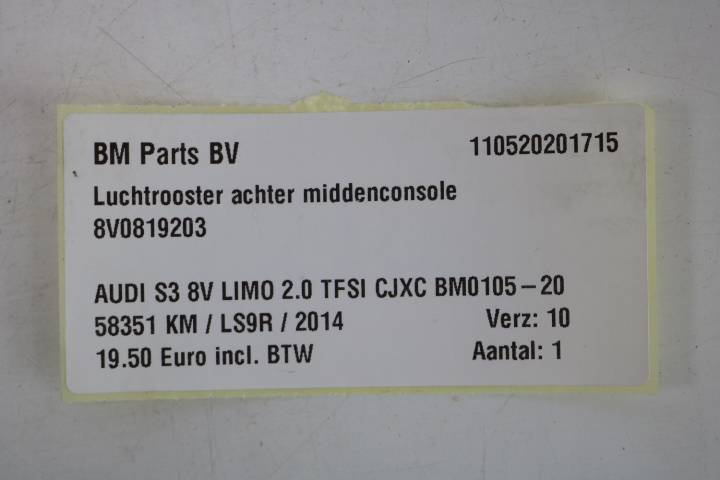 BM Parts BV 110520201715
Luchtrooster achter middenconsole
8V0819203
AUDI S3 8V LIMO 2.0 TFSI CJXC BM0105-20
58351 KM / LS9R / 2014 Verz: 10
19.50 Euro incl. BTW Aantal: 1